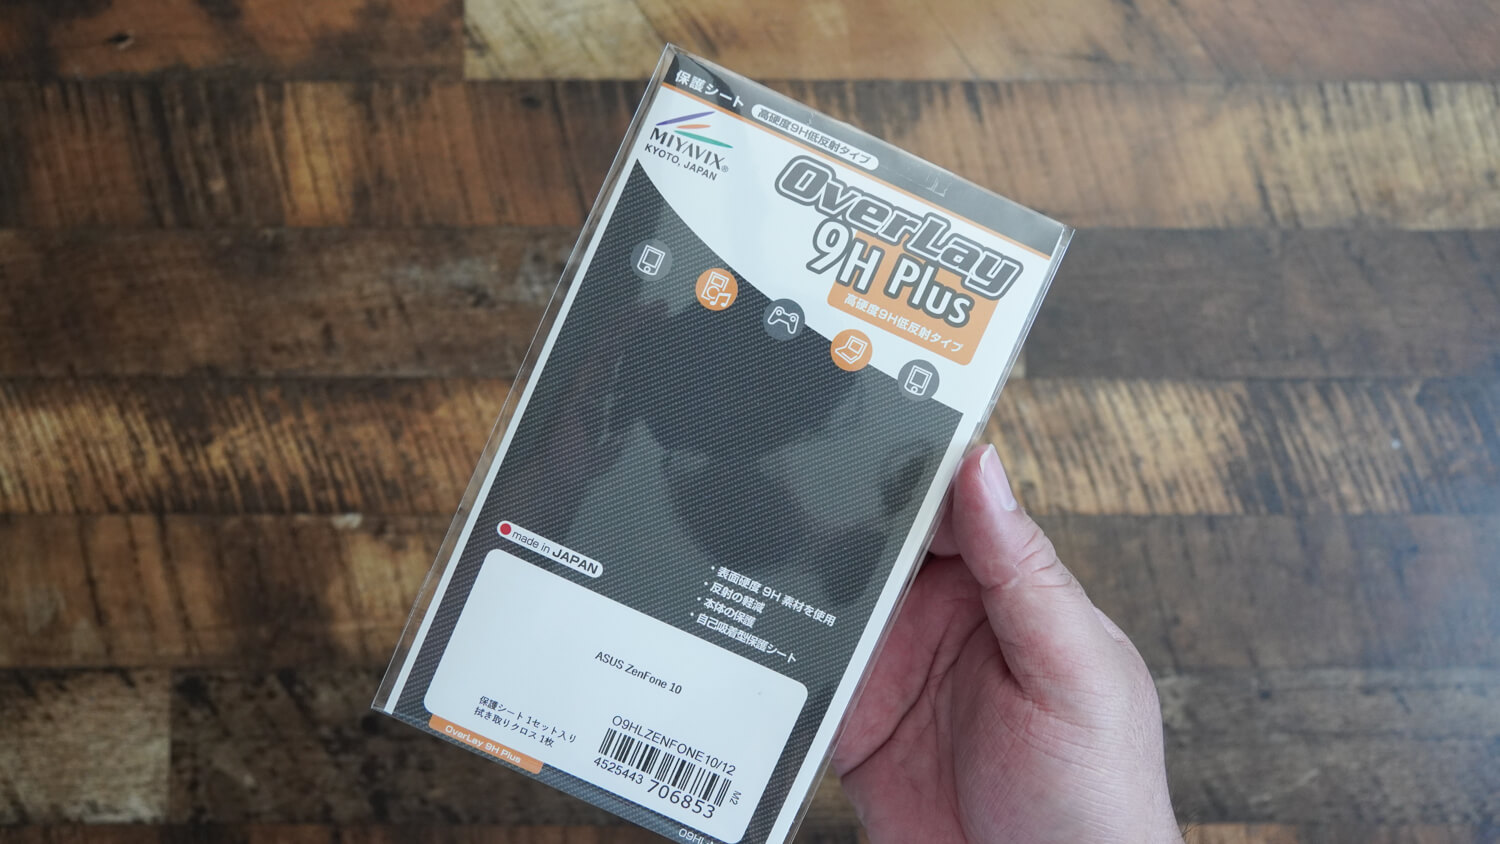 保護シート 高硬度9H低反射タイプ
MIYAVIX®
KYOTO, JAPAN
OverLay
9H Plus
高硬度9H低反射タイプ
made in JAPAN
・表面硬度 9H 素材を使用
・反射の軽減
・本体の保護
・自己吸着型保護シート
ASUS ZenFone 10
保護シート 1セット入り
拭き取りクロス 1枚
O9HLZENFONE10/12
4525443 706853
M2
OverLay 9H Plus